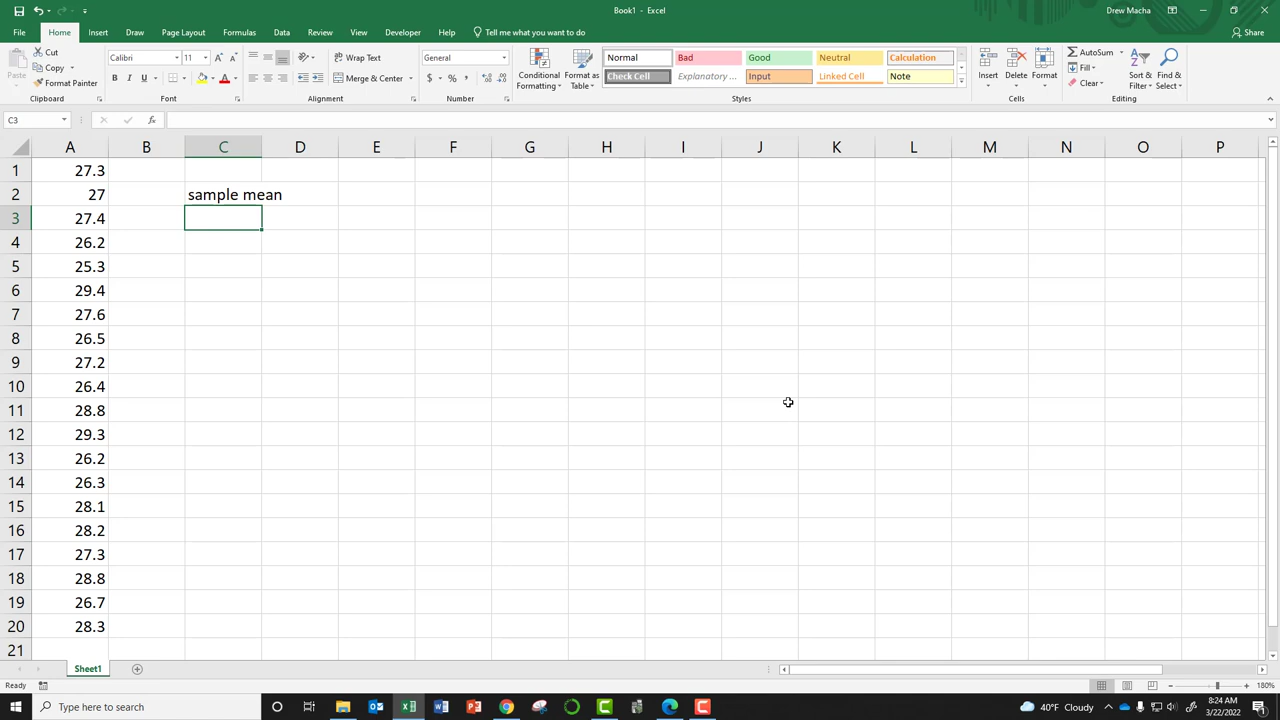 Book1 - Excel
Drew Macha
File Home Insert Draw Page Layout Formulas Data Review View Developer Help Tell me what you want to do Share
Paste
Cut
Copy
Format Painter
Clipboard
Calibri 11
B I U
Font
Wrap Text
Merge & Center
Alignment
General
$ % ,
Number
Conditional Formatting
Format as Table
Normal Bad Good Neutral Calculation
Check Cell Explanatory ... Input Linked Cell Note
Styles
Insert Delete Format
Cells
AutoSum
Fill
Clear
Sort & Filter
Find & Select
Editing
C3
fx
A B C D E F G H I J K L M N O P
1 27.3
2 27 sample mean
3 27.4
4 26.2
5 25.3
6 29.4
7 27.6
8 26.5
9 27.2
10 26.4
11 28.8
12 29.3
13 26.2
14 26.3
15 28.1
16 28.2
17 27.3
18 28.8
19 26.7
20 28.3
21
Sheet1
Ready
180%
Type here to search
40°F Cloudy
8:24 AM
3/22/2022